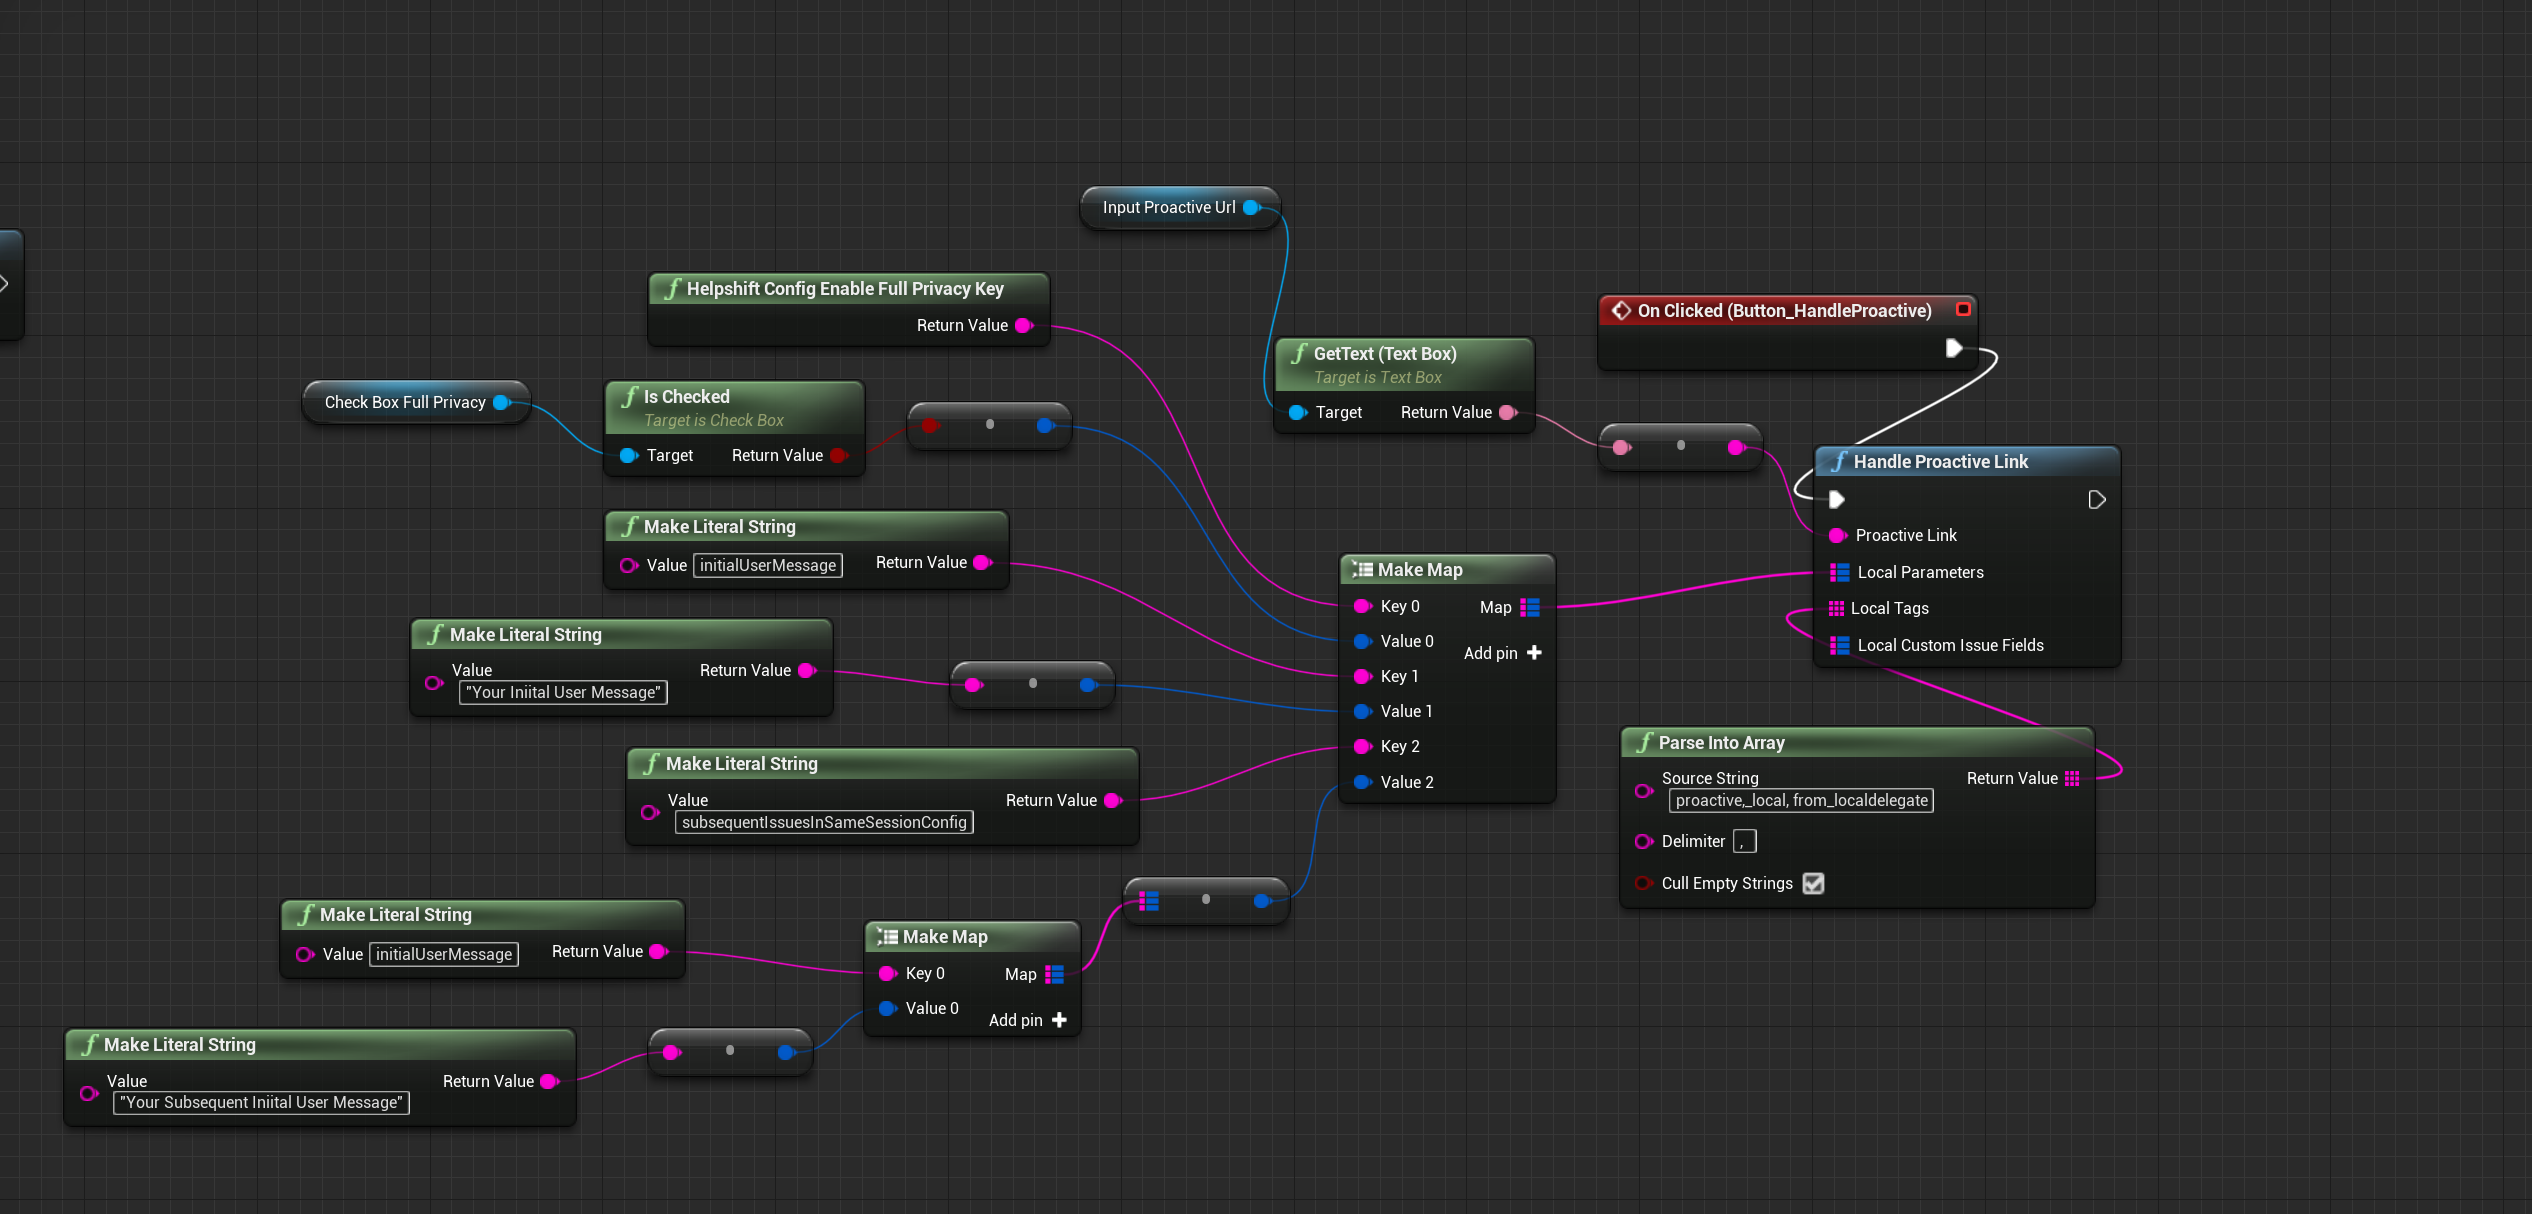 Input Proactive Url
Helpshift Config Enable Full Privacy Key
Return Value
On Clicked (Button_HandleProactive)
GetText (Text Box)
Target is Text Box
Target
Return Value
Check Box Full Privacy
Is Checked
Target is Check Box
Target
Return Value
Handle Proactive Link
Proactive Link
Local Parameters
Local Tags
Local Custom Issue Fields
Make Literal String
Value initialUserMessage
Return Value
Make Map
Key 0
Map
Value 0
Add pin
Key 1
Value 1
Key 2
Value 2
Make Literal String
Value
Return Value
"Your Iniital User Message"
Make Literal String
Value
Return Value
subsequentIssuesInSameSessionConfig
Parse Into Array
Source String
Return Value
proactive,_local, from_localdelegate
Delimiter ,
Cull Empty Strings
Make Literal String
Value initialUserMessage
Return Value
Make Map
Key 0
Map
Value 0
Add pin
Make Literal String
Value
Return Value
"Your Subsequent Iniital User Message"